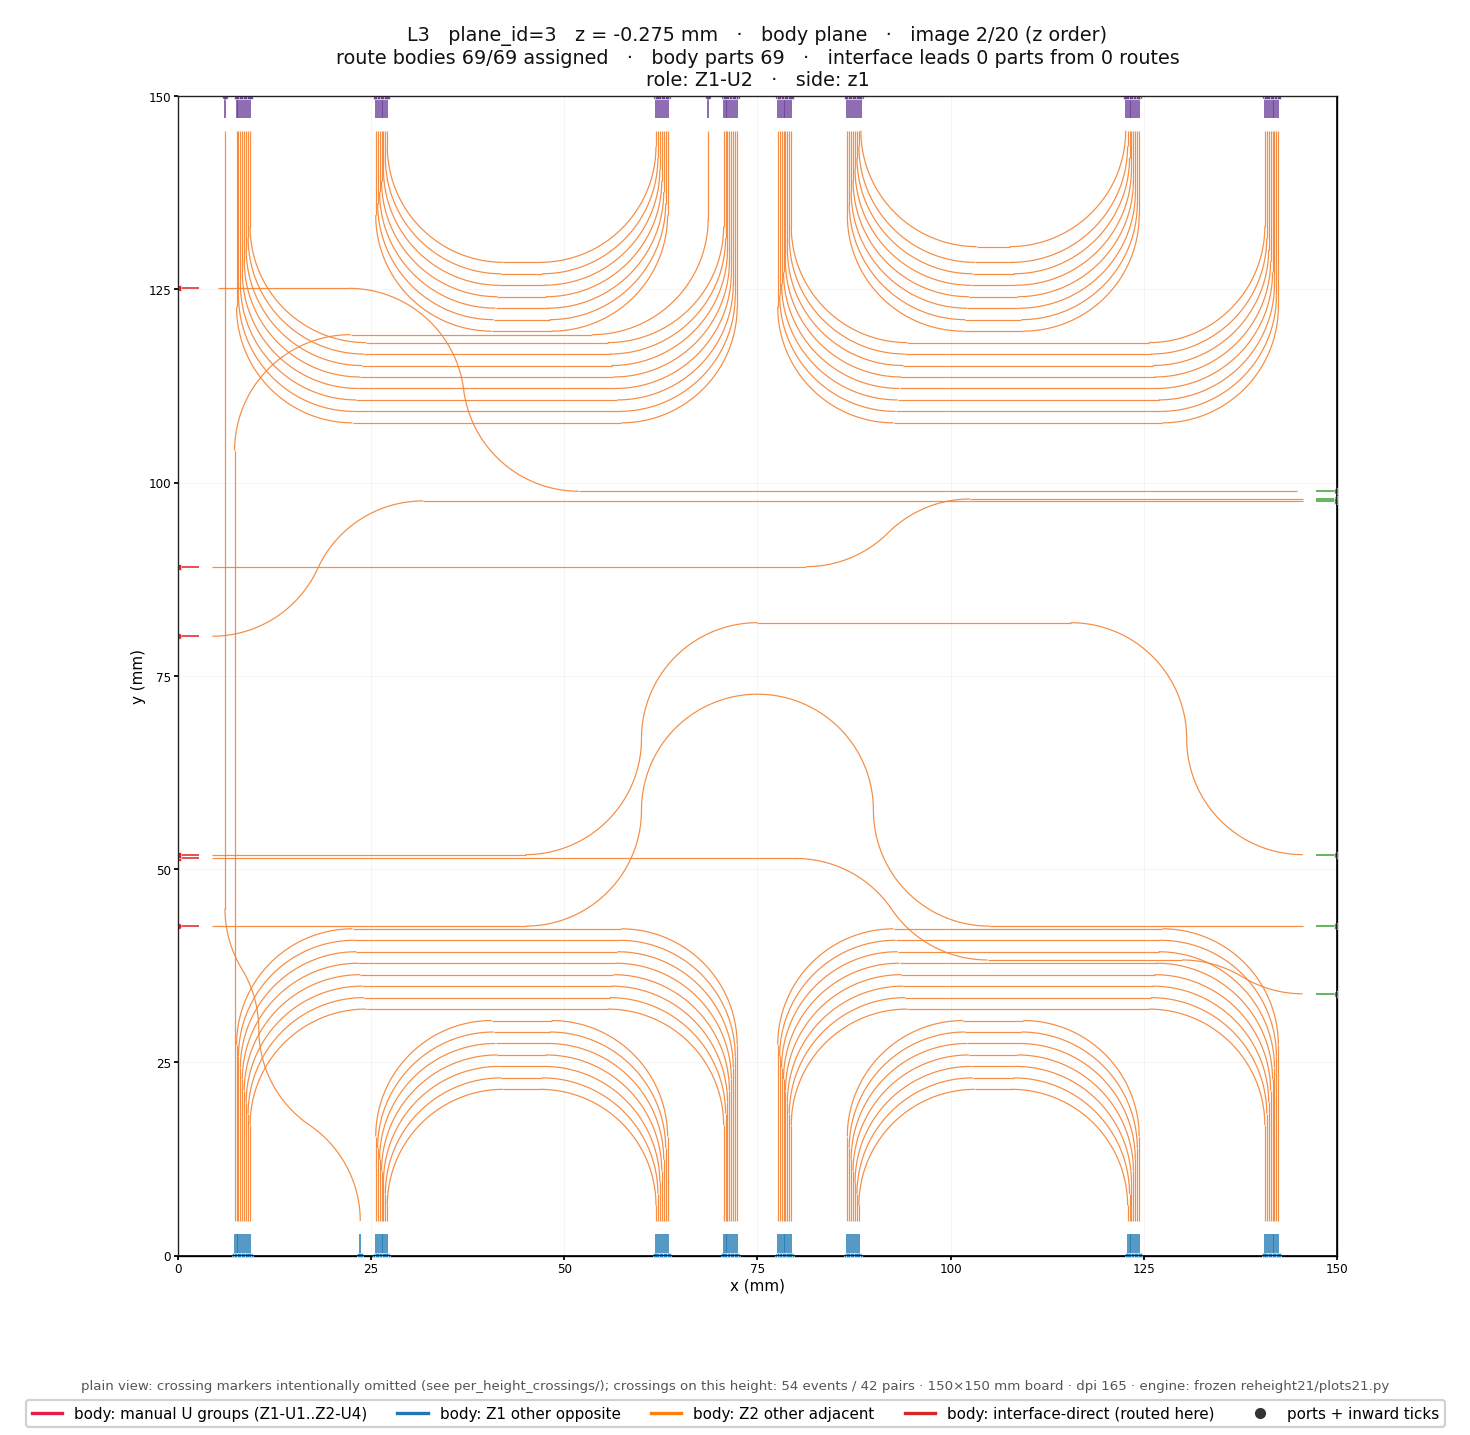 L3   plane_id=3   z = -0.275 mm   ·   body plane   ·   image 2/20 (z order)
route bodies 69/69 assigned   ·   body parts 69   ·   interface leads 0 parts from 0 routes
role: Z1-U2   ·   side: z1
150
125
100
75
50
25
0
y (mm)
0 25 50 75 100 125 150
x (mm)
plain view: crossing markers intentionally omitted (see per_height_crossings/); crossings on this height: 54 events / 42 pairs · 150×150 mm board · dpi 165 · engine: frozen reheight21/plots21.py
body: manual U groups (Z1-U1..Z2-U4) body: Z1 other opposite body: Z2 other adjacent body: interface-direct (routed here) ports + inward ticks